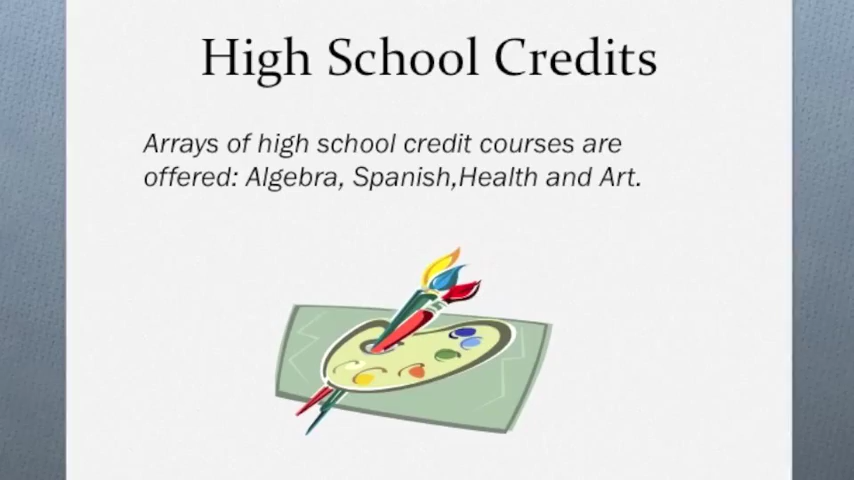 High School Credits
Arrays of high school credit courses are
offered: Algebra, Spanish,Health and Art.